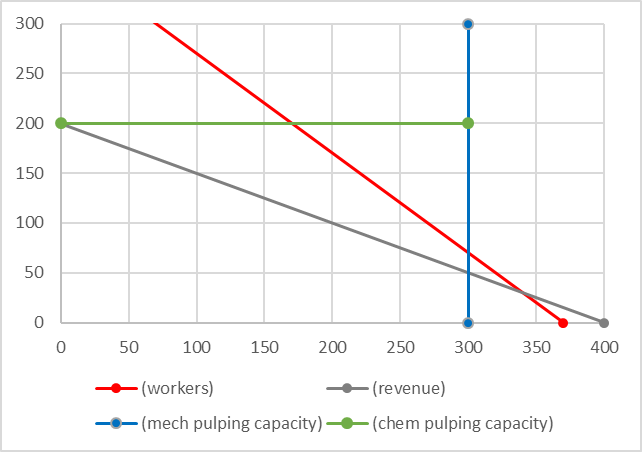 300
250
200
150
100
50
0
0 50 100 150 200 250 300 350 400
(workers) (revenue)
(mech pulping capacity) (chem pulping capacity)